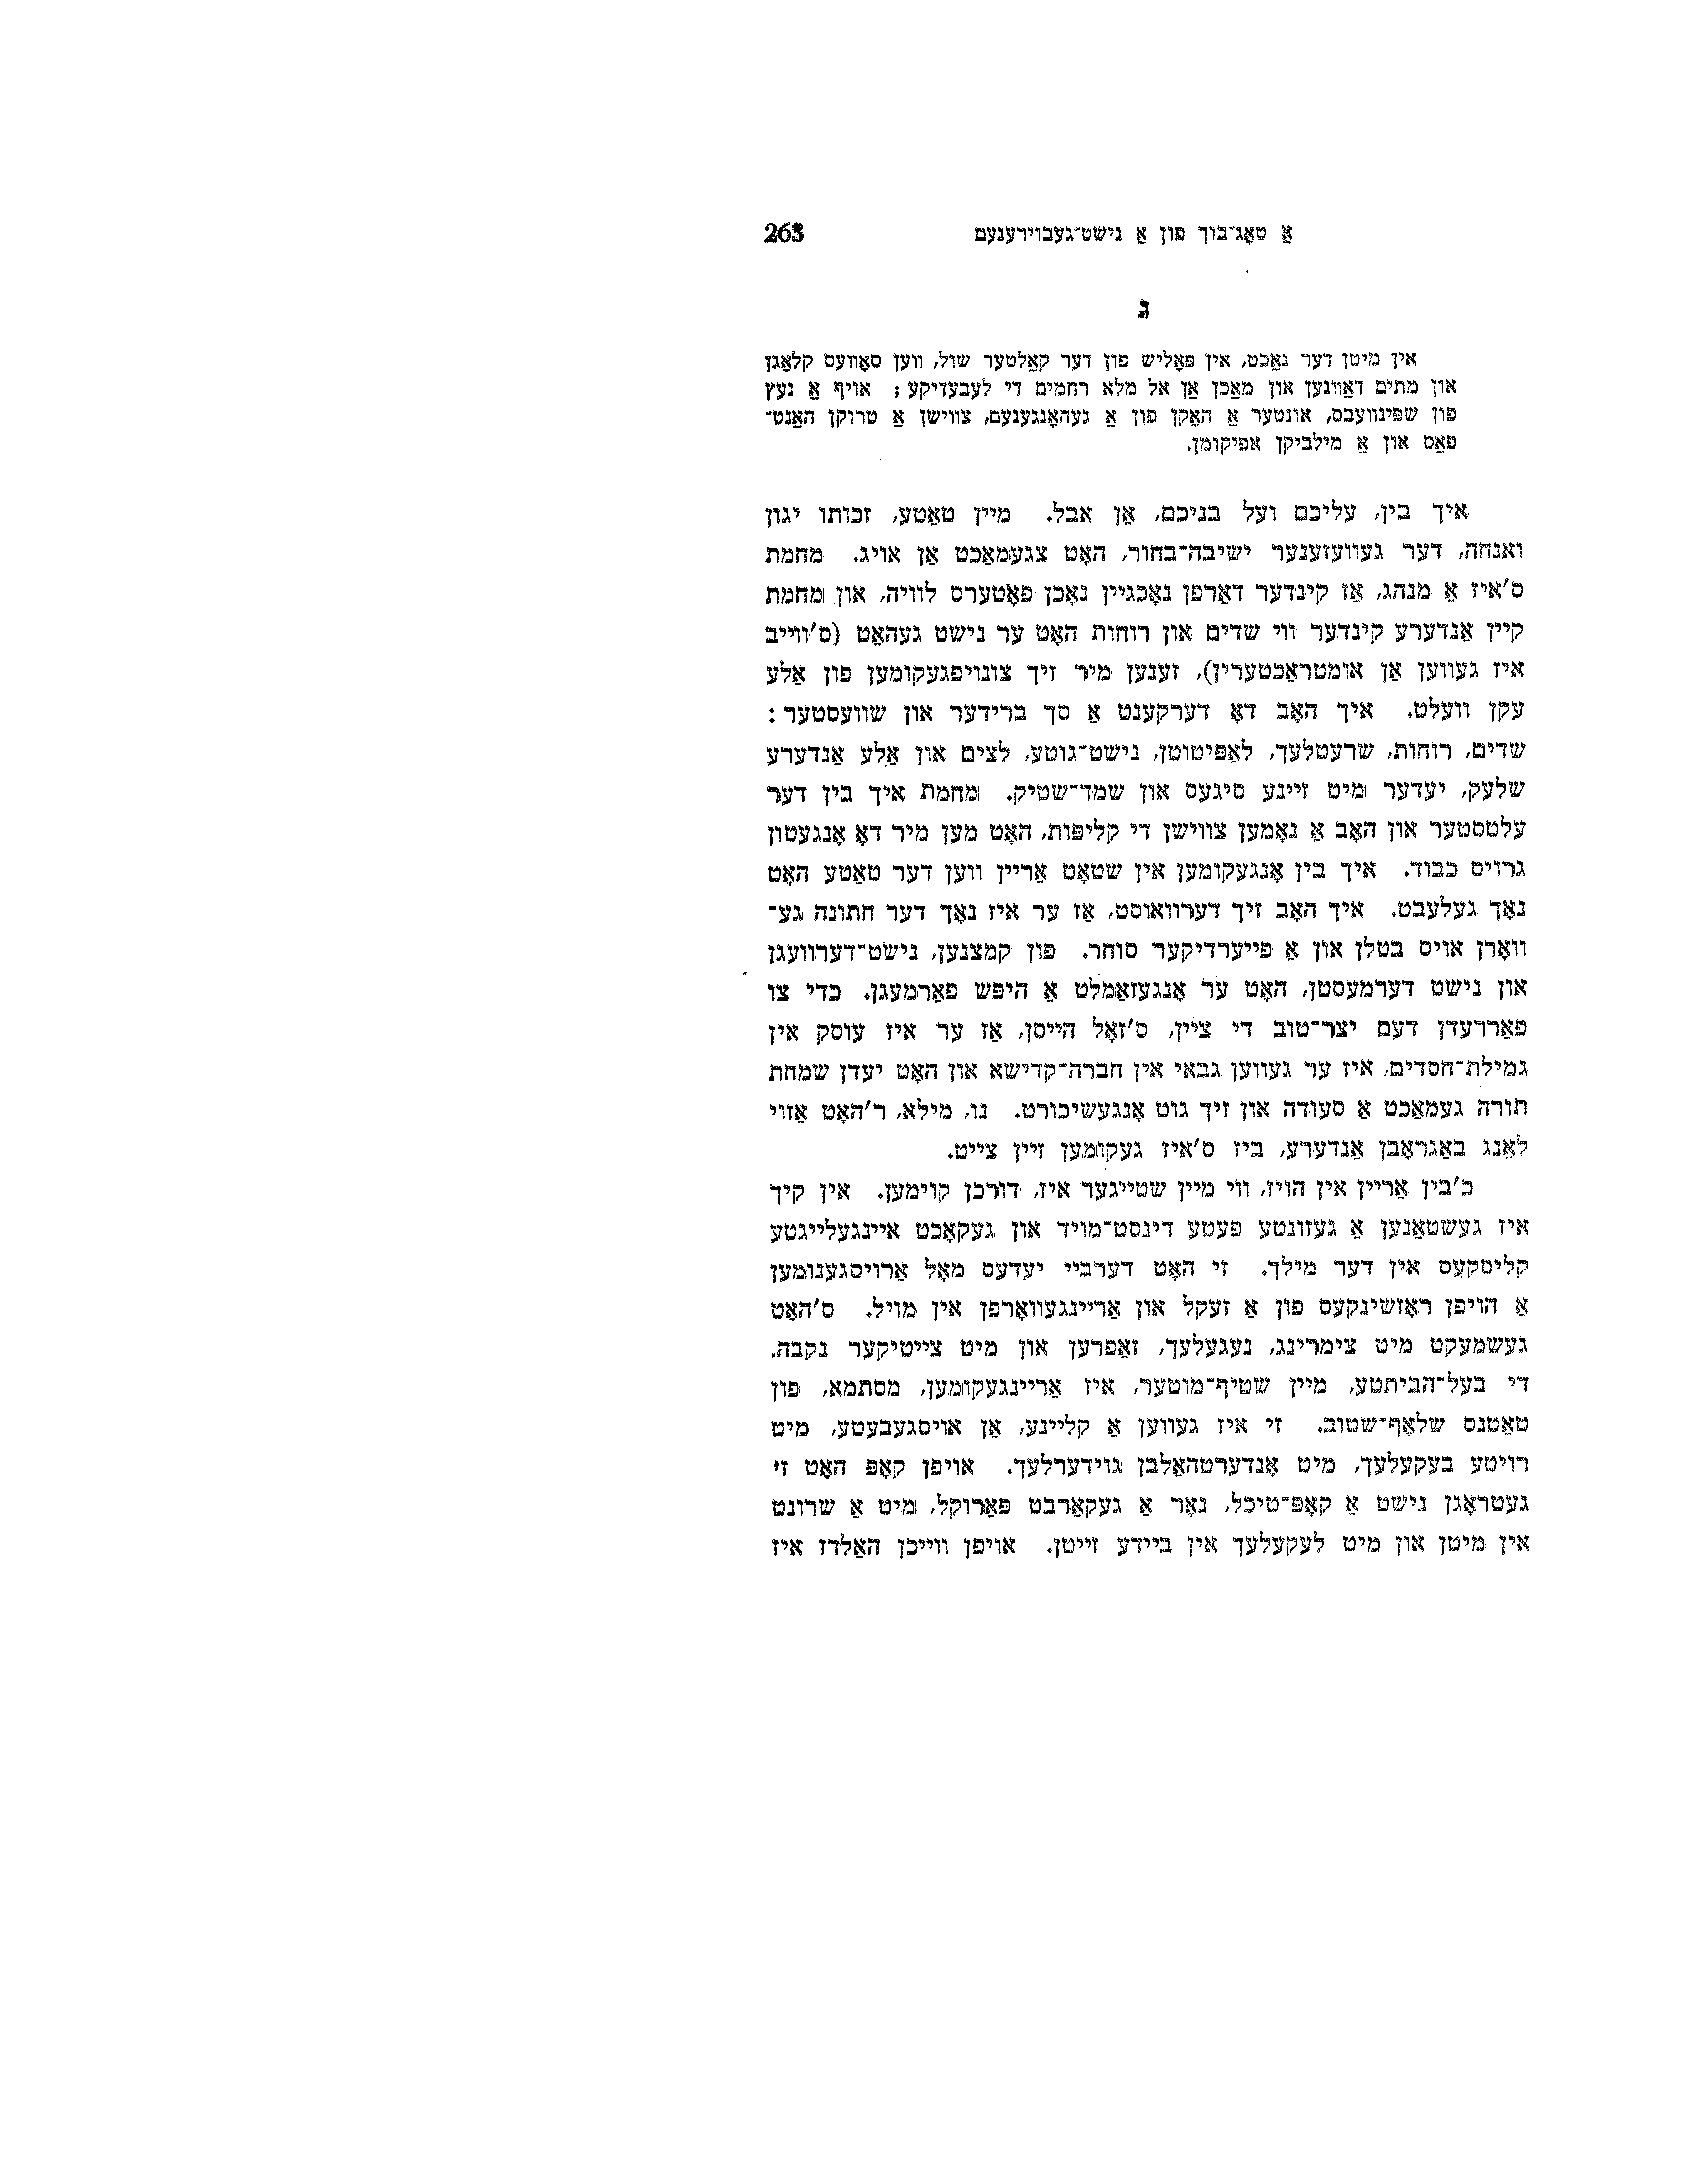 אַ טאָג־בוך פון אַ נישט־געבוירענעם 263
ג
אין מיטן דער נאַכט, אין פּאָליש פון דער קאַלטער שול, ווען סאָוועס קלאַגן
און מתים דאַוונען און מאַכן אַן אל מלא רחמים די לעבעדיקע; אויף אַ נעץ
פון שפּינוועבס, אונטער אַ האָקן פון אַ געהאָנגענעם, צווישן אַ טרוקן האַנט־
פאַס און אַ מילביקן אפיקומן.
איך בין, עליכם ועל בניכם, אַן אבל. מיין טאַטע, זכותו יגון
ואנחה, דער געוועזענער ישיבה־בחור, האָט צגעמאַכט אַן אויג. מחמת
ס'איז אַ מנהג, אַז קינדער דאַרפן נאָכגיין נאָכן פאָטערס לוויה, און מחמת
קיין אַנדערע קינדער ווי שדים און רוחות האָט ער נישט געהאַט (ס'ווייב
איז געווען אַן אומטראַכטערין), זענען מיר זיך צונויפגעקומען פון אַלע
עקן וועלט. איך האָב דאָ דערקענט אַ סך ברידער און שוועסטער:
שדים, רוחות, שרעטלעך, לאַפּיטוטן, נישט־גוטע, לצים און אַלע אַנדערע
שלעק, יעדער מיט זיינע סיגעס און שמד־שטיק. מחמת איך בין דער
עלטסטער און האָב אַ נאָמען צווישן די קליפּות, האָט מען מיר דאָ אָנגעטון
גרויס כבוד. איך בין אָנגעקומען אין שטאָט אַריין ווען דער טאַטע האָט
נאָך געלעבט. איך האָב זיך דערוואוסט, אַז ער איז נאָך דער חתונה גע־
וואָרן אויס בטלן און אַ פייערדיקער סוחר. פון קמצנען, נישט־דערוועגן
און נישט דערמעסטן, האָט ער אָנגעזאַמלט אַ היפּש פאַרמעגן. כדי צו
פאַררעדן דעם יצר־טוב די ציין, ס'זאָל הייסן, אַז ער איז עוסק אין
גמילת־חסדים, איז ער געווען גבאי אין חברה־קדישא און האָט יעדן שמחת
תורה געמאַכט אַ סעודה און זיך גוט אָנגעשיכורט. נו, מילא, ר'האָט אַזוי
לאַנג באַגראָבן אַנדערע, ביז ס'איז געקומען זיין צייט.
כ'בין אַריין אין הויז, ווי מיין שטייגער איז, דורכן קוימען. אין קיך
איז געשטאַנען אַ געזונטע פעטע דינסט־מויד און געקאָכט איינגעלייגטע
קליסקעס אין דער מילך. זי האָט דערביי יעדעס מאָל אַרויסגענומען
אַ הויפן ראָזשינקעס פון אַ זעקל און אַריינגעוואָרפן אין מויל. ס'האָט
געשמעקט מיט צימרינג, נעגעלעך, זאַפרען און מיט צייטיקער נקבה.
די בעל־הביתטע, מיין שטיף־מוטער, איז אַריינגעקומען, מסתמא, פון
טאַטנס שלאָף־שטוב. זי איז געווען אַ קליינע, אַן אויסגעבעטע, מיט
רויטע בעקעלעך, מיט אָנדערטהאַלבן גוידערלעך. אויפן קאָפּ האָט זי
געטראָגן נישט אַ קאָפּ־טיכל, נאָר אַ געקאַרבט פּאַרוקל, מיט אַ שרונט
אין מיטן און מיט לעקעלעך אין ביידע זייטן. אויפן ווייכן האַלדז איז